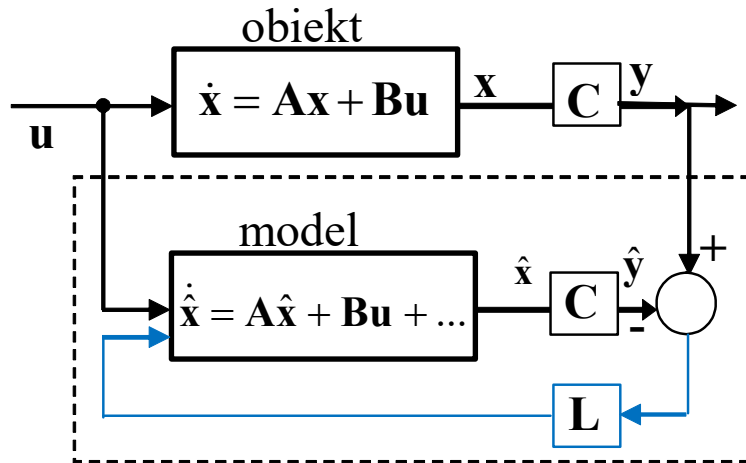 obiekt
ẋ = Ax + Bu
x
C
y
u
model
+
x̂̇ = Ax̂ + Bu + ...
x̂
C
ŷ
-
L